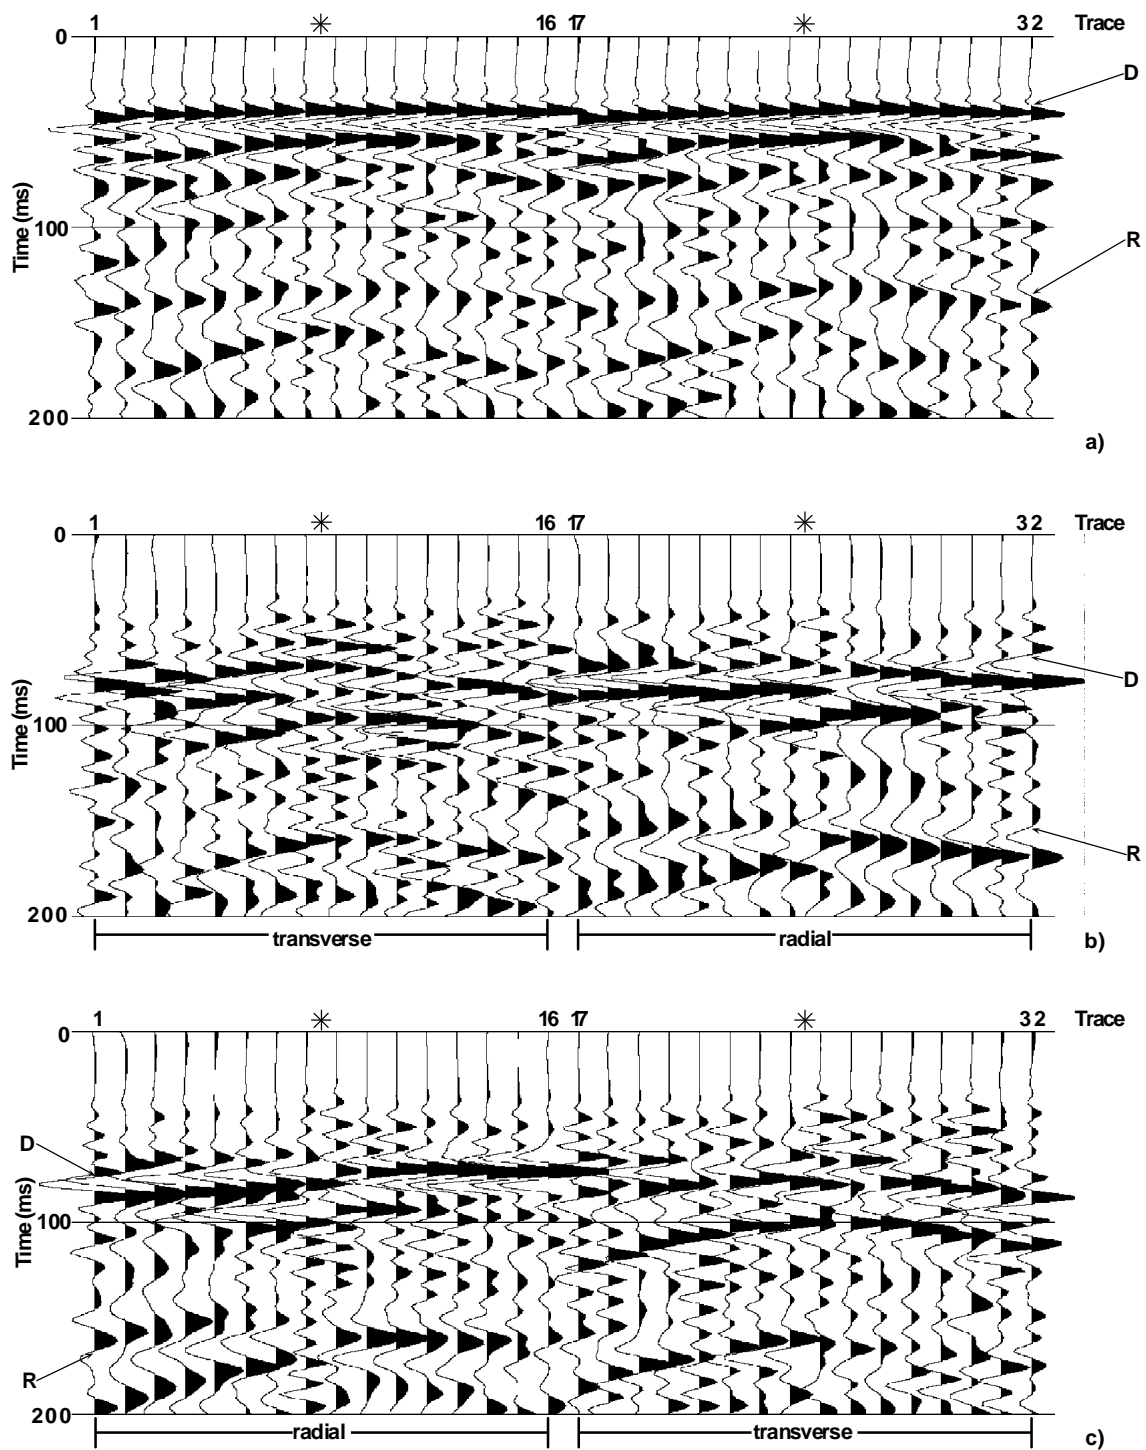 1 16 17 32 Trace
0
D
100
R
Time (ms)
200
a)
1 16 17 32 Trace
0
D
100
Time (ms)
R
200
transverse radial
b)
1 16 17 32 Trace
0
D
100
Time (ms)
R
200
radial transverse
c)